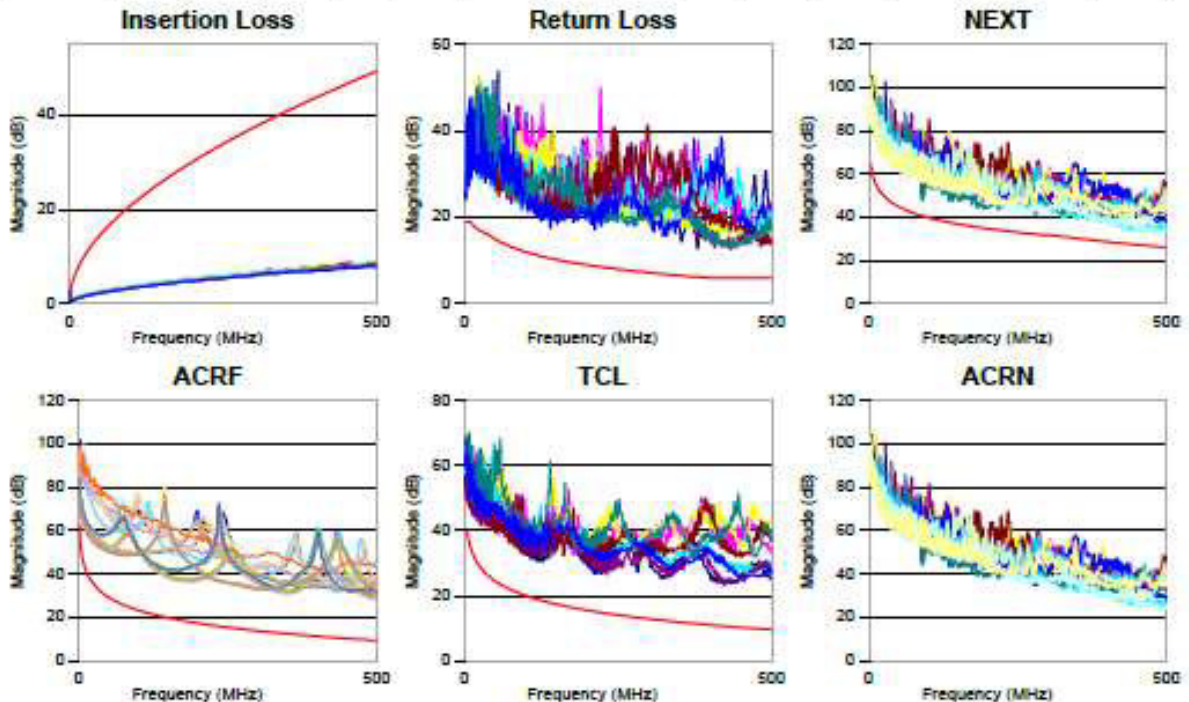 Insertion Loss
Magnitude (dB)
40
20
0
0
500
Frequency (MHz)
Return Loss
Magnitude (dB)
60
40
20
0
0
500
Frequency (MHz)
NEXT
Magnitude (dB)
120
100
80
60
40
20
0
0
500
Frequency (MHz)
ACRF
Magnitude (dB)
120
100
80
60
40
20
0
0
500
Frequency (MHz)
TCL
Magnitude (dB)
80
60
40
20
0
0
500
Frequency (MHz)
ACRN
Magnitude (dB)
120
100
80
60
40
20
0
0
500
Frequency (MHz)